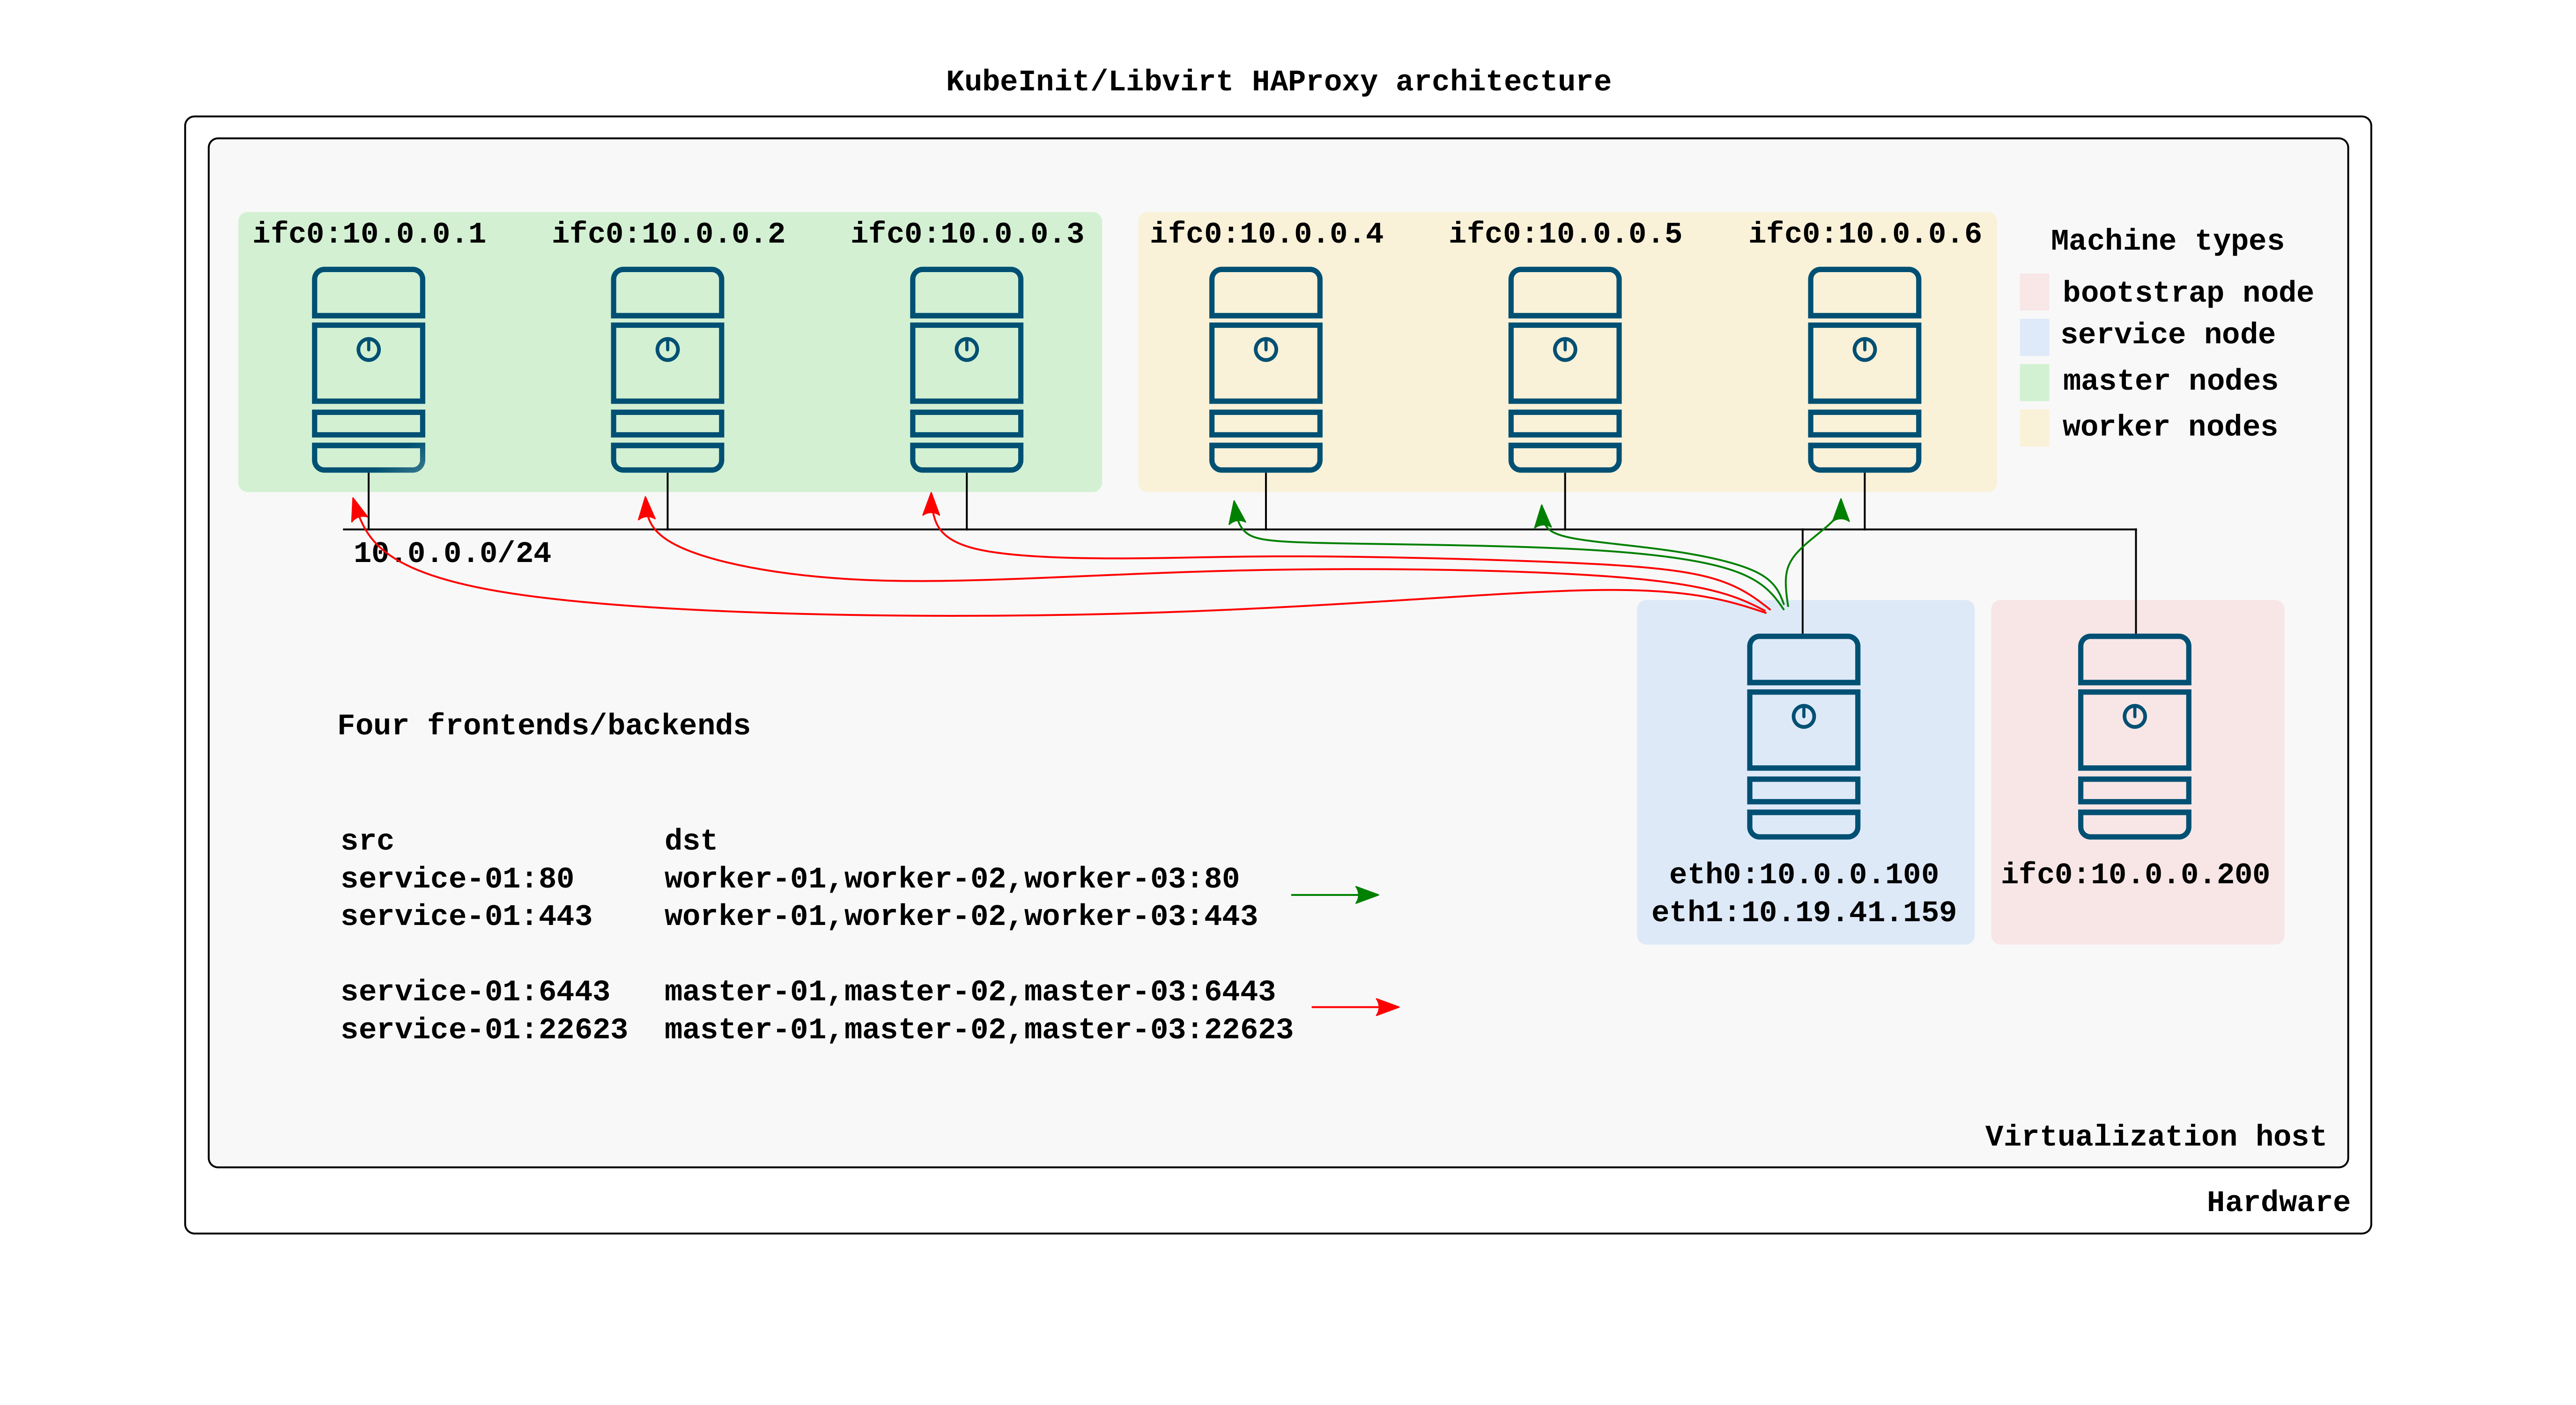 KubeInit/Libvirt HAProxy architecture
ifc0:10.0.0.1
ifc0:10.0.0.2
ifc0:10.0.0.3
ifc0:10.0.0.4
ifc0:10.0.0.5
ifc0:10.0.0.6
Machine types
bootstrap node
service node
master nodes
worker nodes
10.0.0.0/24
Four frontends/backends
src dst
service-01:80 worker-01,worker-02,worker-03:80
service-01:443 worker-01,worker-02,worker-03:443
service-01:6443 master-01,master-02,master-03:6443
service-01:22623 master-01,master-02,master-03:22623
eth0:10.0.0.100
eth1:10.19.41.159
ifc0:10.0.0.200
Virtualization host
Hardware